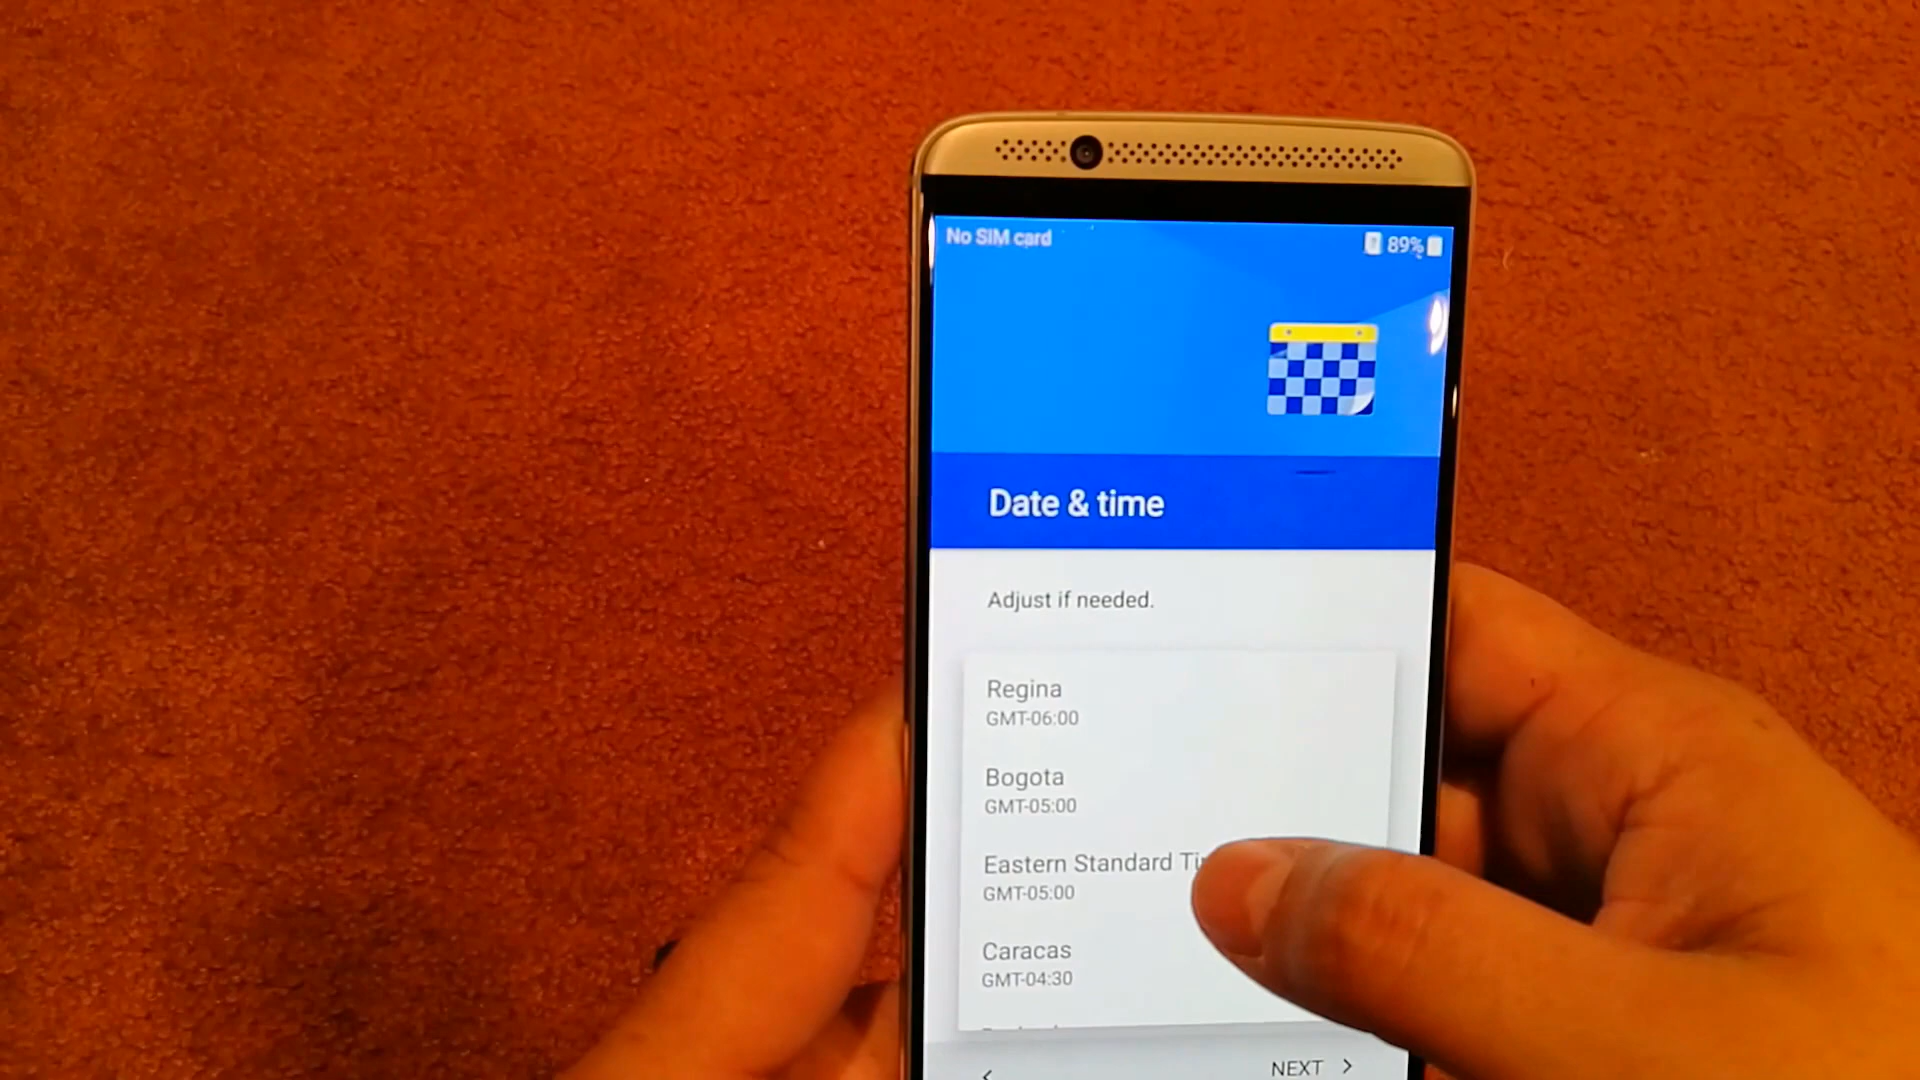 No SIM card
89%
Date & time
Adjust if needed.
Regina
GMT-06:00
Bogota
GMT-05:00
Eastern Standard
GMT-05:00
Caracas
GMT-04:30
NEXT